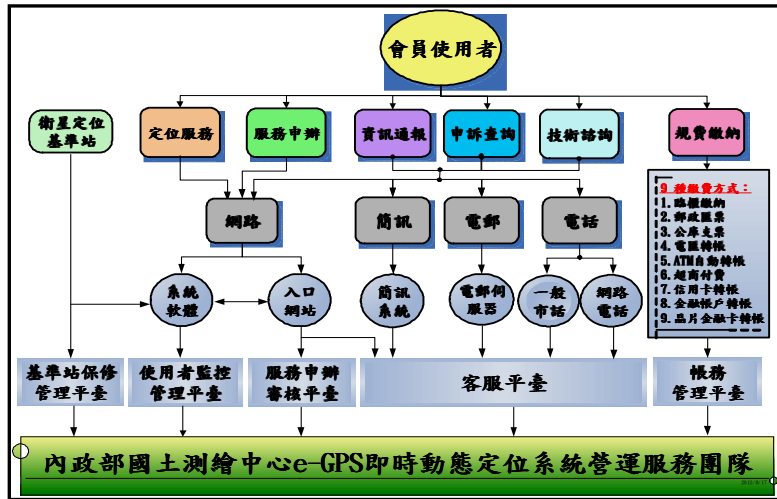 會員使用者
衛星定位
基準站
定位服務
服務申辦
資訊通報
申訴查詢
技術諮詢
規費繳納
網路
簡訊
電郵
電話
9 種繳費方式：
1.臨櫃繳納
2.郵政匯票
3.公庫支票
4.電匯轉帳
5.ATM自動轉帳
6.超商付費
7.信用卡轉帳
8.金融帳戶轉帳
9.晶片金融卡轉帳
系統
軟體
入口
網站
簡訊
系統
電郵伺
服器
一般
市話
網路
電話
基準站保修
管理平臺
使用者監控
管理平臺
服務申辦
審核平臺
客服平臺
帳務
管理平臺
內政部國土測繪中心e-GPS即時動態定位系統營運服務團隊